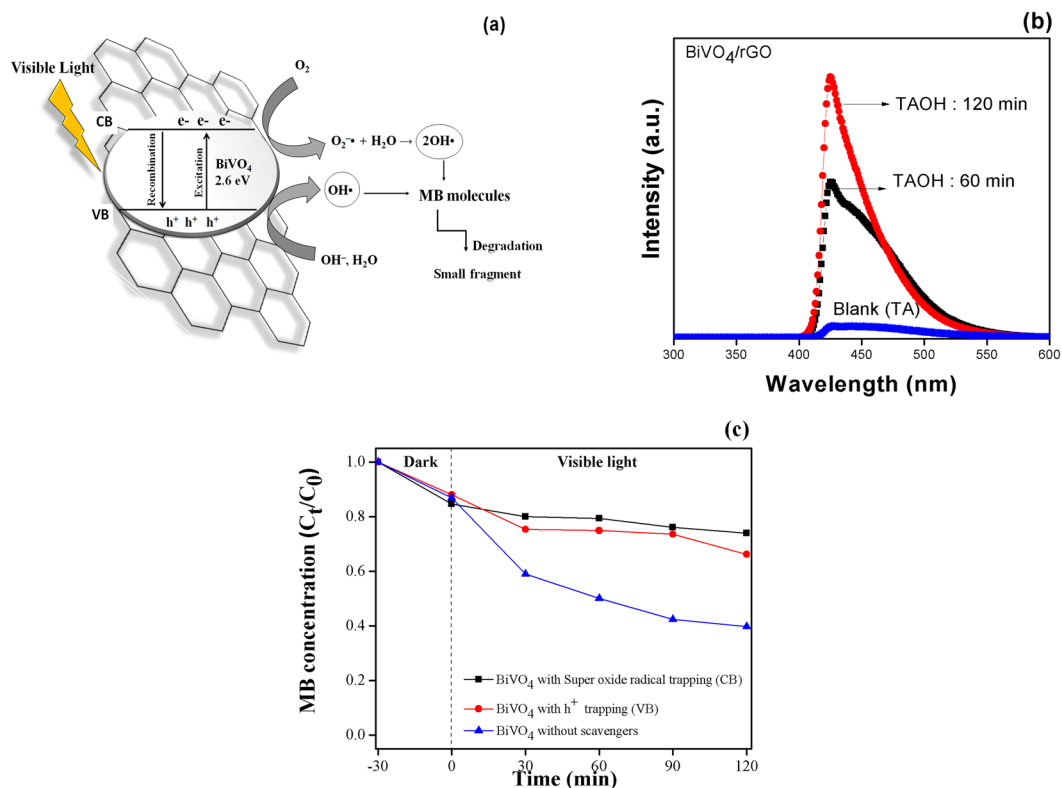 (a)
Visible Light
O₂
CB
e- e- e-
O₂⁻• + H₂O → 2OH•
Recombination
Excitation
BiVO₄
2.6 eV
OH•
MB molecules
VB
h⁺ h⁺ h⁺
Degradation
OH⁻, H₂O
Small fragment
(b)
BiVO₄/rGO
TAOH : 120 min
TAOH : 60 min
Blank (TA)
Intensity (a.u.)
300 350 400 450 500 550 600
Wavelength (nm)
(c)
Dark
Visible light
MB concentration (Cₜ/C₀)
1.0
0.8
0.6
0.4
0.2
0.0
BiVO₄ with Super oxide radical trapping (CB)
BiVO₄ with h⁺ trapping (VB)
BiVO₄ without scavengers
-30 0 30 60 90 120
Time (min)